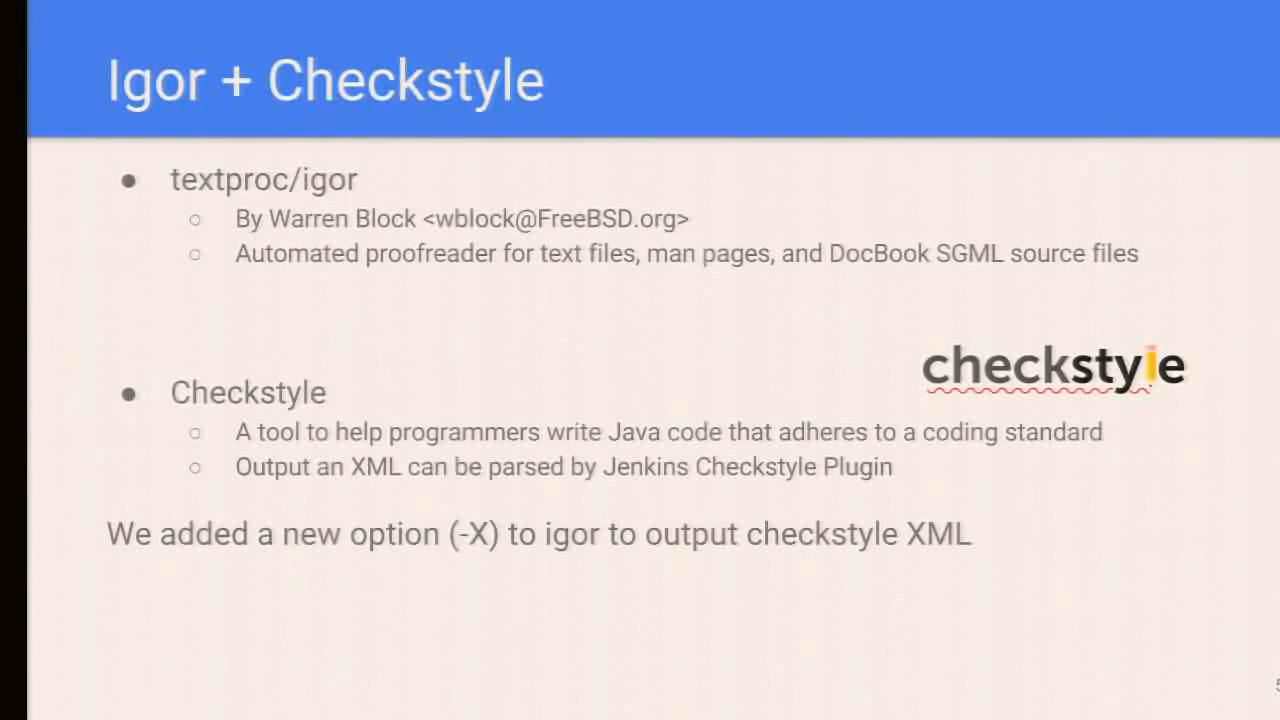 Igor + Checkstyle
● textproc/igor
○ By Warren Block <wblock@FreeBSD.org>
○ Automated proofreader for text files, man pages, and DocBook SGML source files
checkstyle
● Checkstyle
○ A tool to help programmers write Java code that adheres to a coding standard
○ Output an XML can be parsed by Jenkins Checkstyle Plugin
We added a new option (-X) to igor to output checkstyle XML